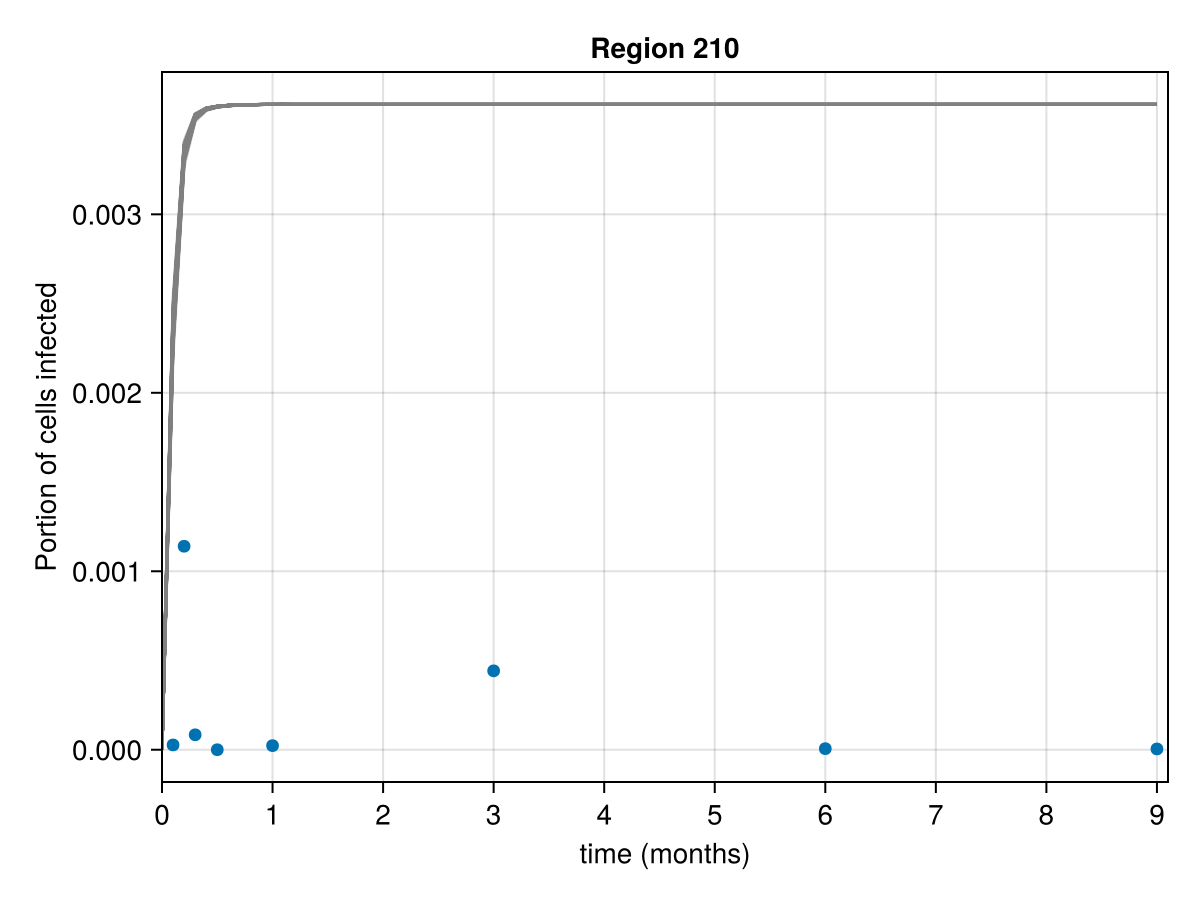 Region 210
Portion of cells infected
0.003
0.002
0.001
0.000
0 1 2 3 4 5 6 7 8 9
time (months)